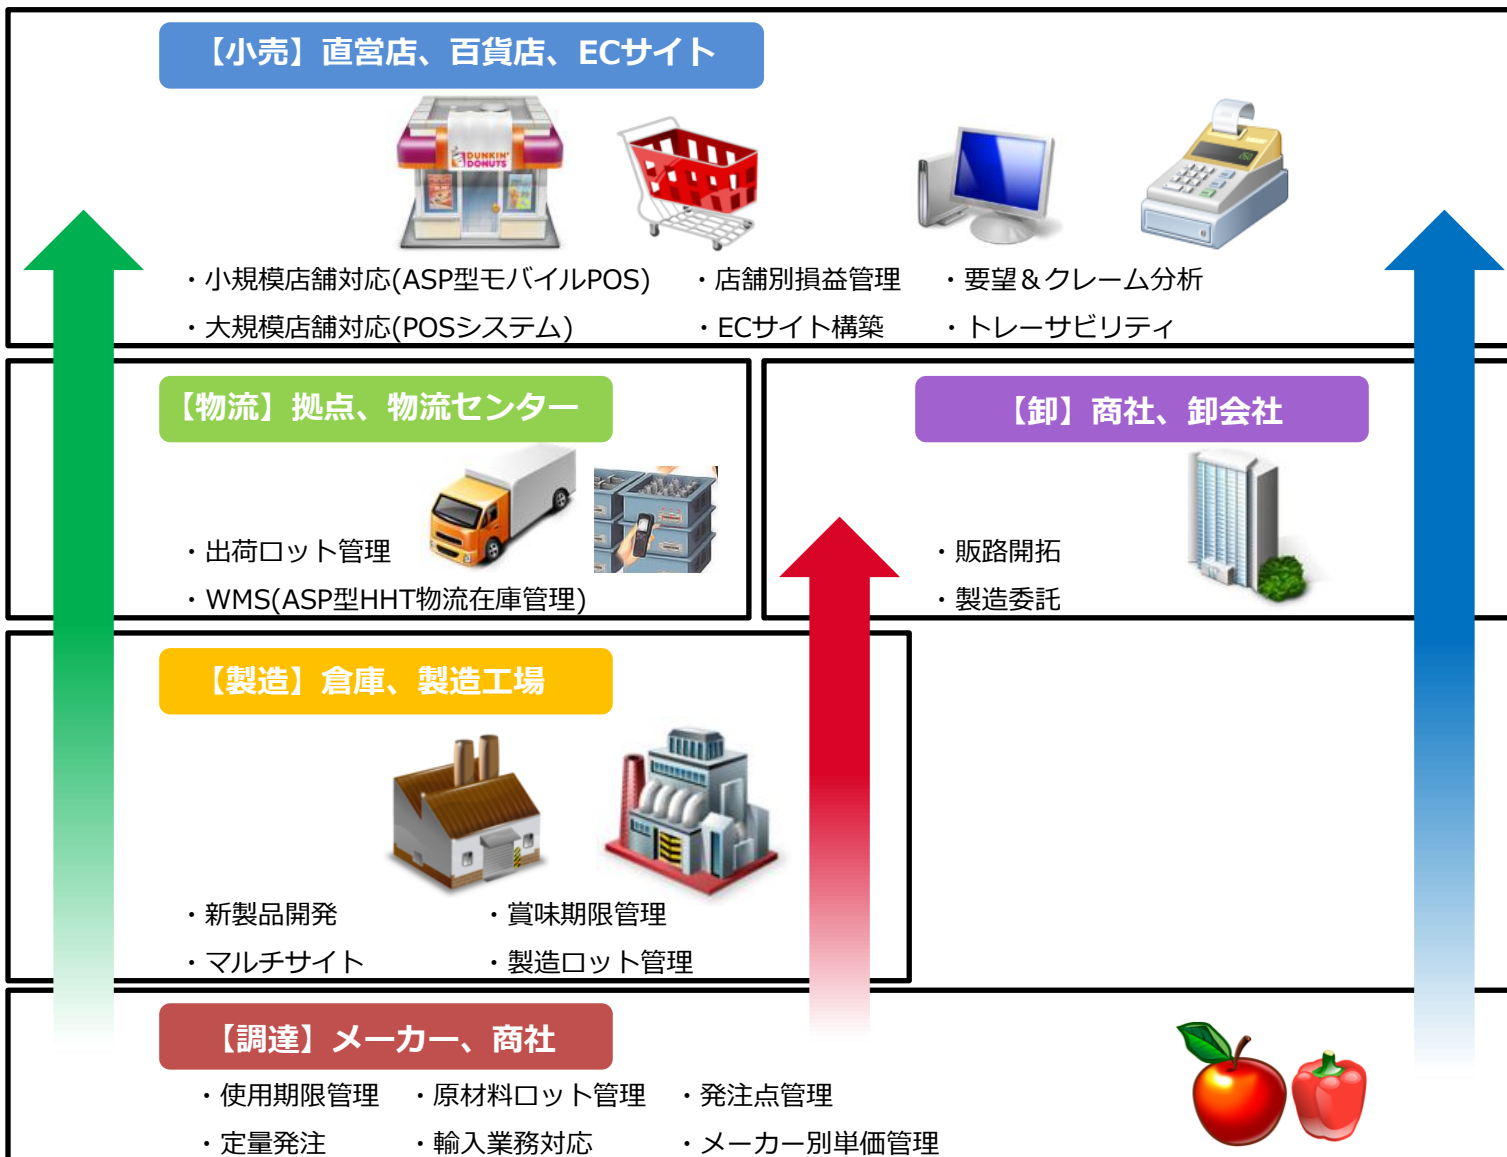 【小売】直営店、百貨店、ECサイト
DUNKIN'
DONUTS
・小規模店舗対応(ASP型モバイルPOS)　・店舗別損益管理　・要望＆クレーム分析
・大規模店舗対応(POSシステム)　・ECサイト構築　・トレーサビリティ
【物流】拠点、物流センター
・出荷ロット管理
・WMS(ASP型HHT物流在庫管理)
【卸】商社、卸会社
・販路開拓
・製造委託
【製造】倉庫、製造工場
・新製品開発　・賞味期限管理
・マルチサイト　・製造ロット管理
【調達】メーカー、商社
・使用期限管理　・原材料ロット管理　・発注点管理
・定量発注　・輸入業務対応　・メーカー別単価管理